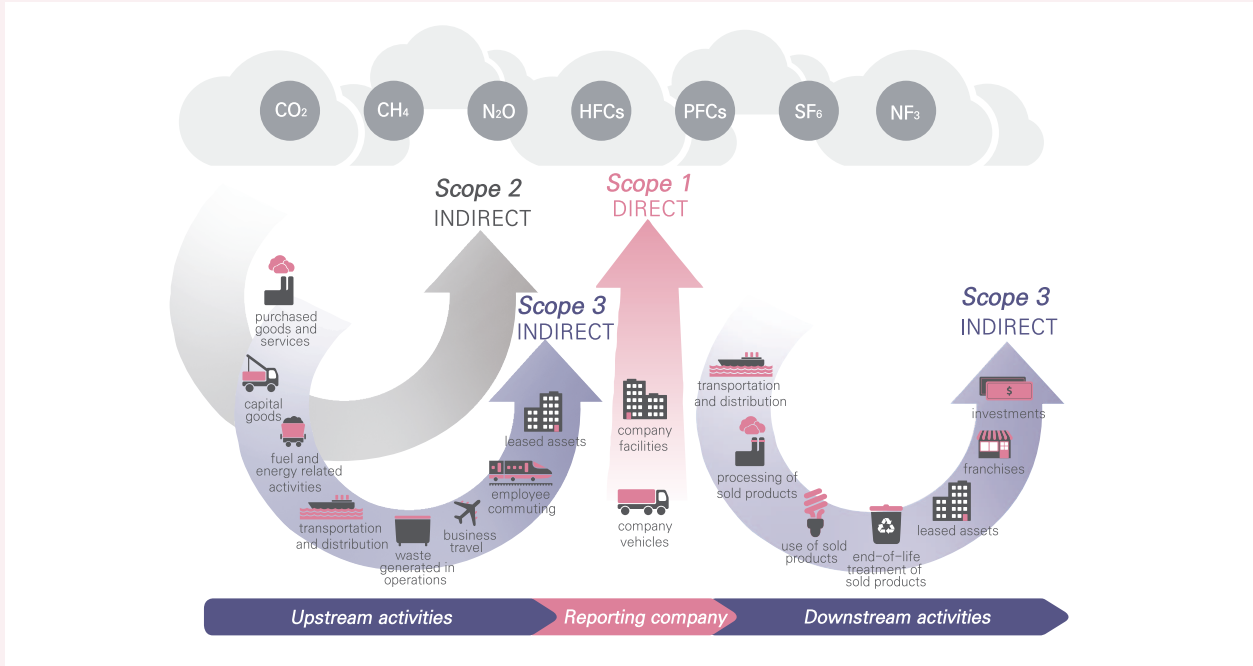 CO₂
CH₄
N₂O
HFCs
PFCs
SF₆
NF₃
Scope 2
INDIRECT
Scope 1
DIRECT
Scope 3
INDIRECT
Scope 3
INDIRECT
purchased
goods and
services
capital
goods
fuel and
energy related
activities
transportation
and distribution
waste
generated in
operations
business
travel
employee
commuting
leased assets
company
facilities
company
vehicles
transportation
and distribution
processing of
sold products
use of sold
products
end-of-life
treatment of
sold products
leased assets
franchises
$
investments
Upstream activities
Reporting company
Downstream activities